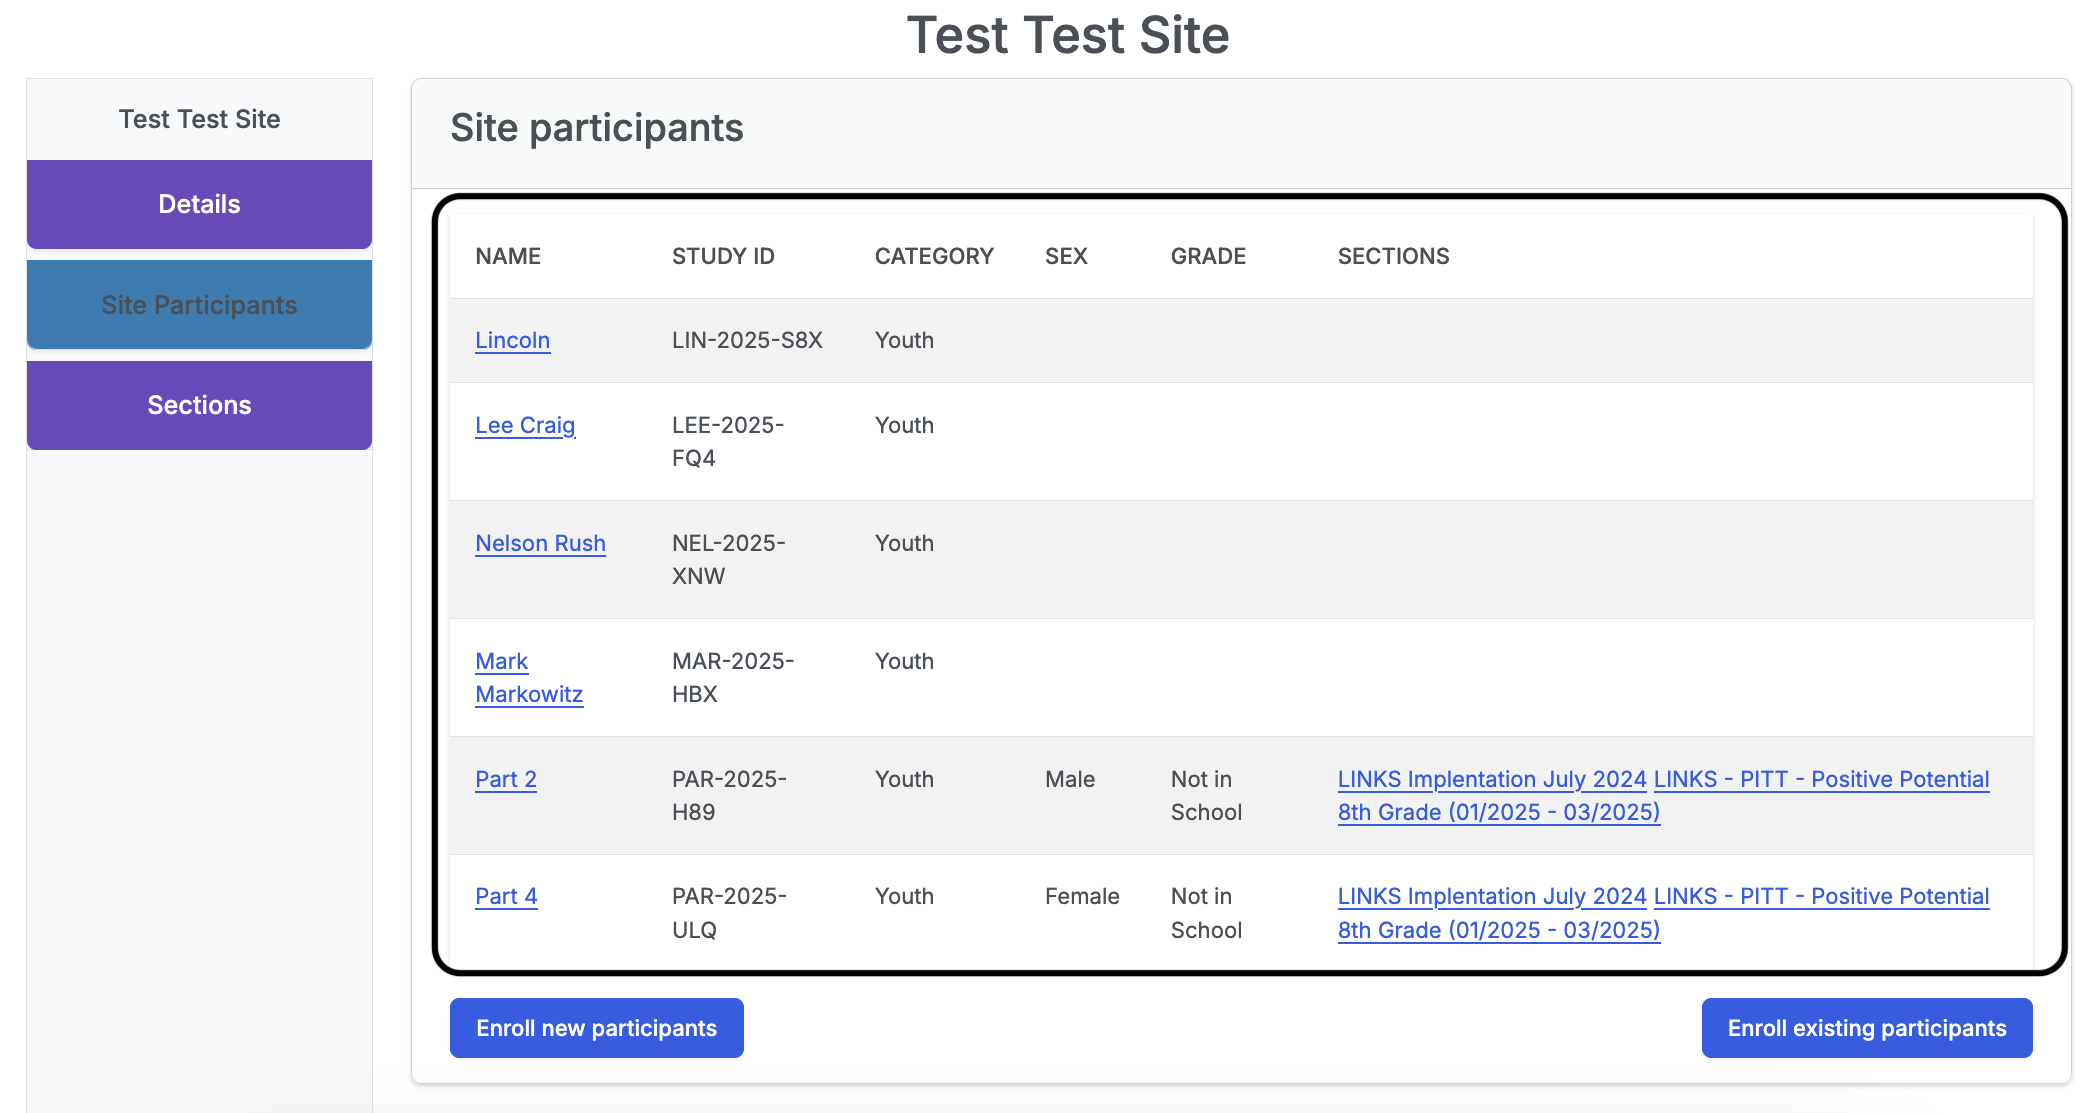 Test Test Site
Test Test Site
Details
Site Participants
Sections
Site participants
NAME STUDY ID CATEGORY SEX GRADE SECTIONS
Lincoln LIN-2025-S8X Youth
Lee Craig LEE-2025- Youth
FQ4
Nelson Rush NEL-2025- Youth
XNW
Mark MAR-2025- Youth
Markowitz HBX
Part 2 PAR-2025- Youth Male Not in LINKS Implentation July 2024 LINKS - PITT - Positive Potential
H89 School 8th Grade (01/2025 - 03/2025)
Part 4 PAR-2025- Youth Female Not in LINKS Implentation July 2024 LINKS - PITT - Positive Potential
ULQ School 8th Grade (01/2025 - 03/2025)
Enroll new participants Enroll existing participants